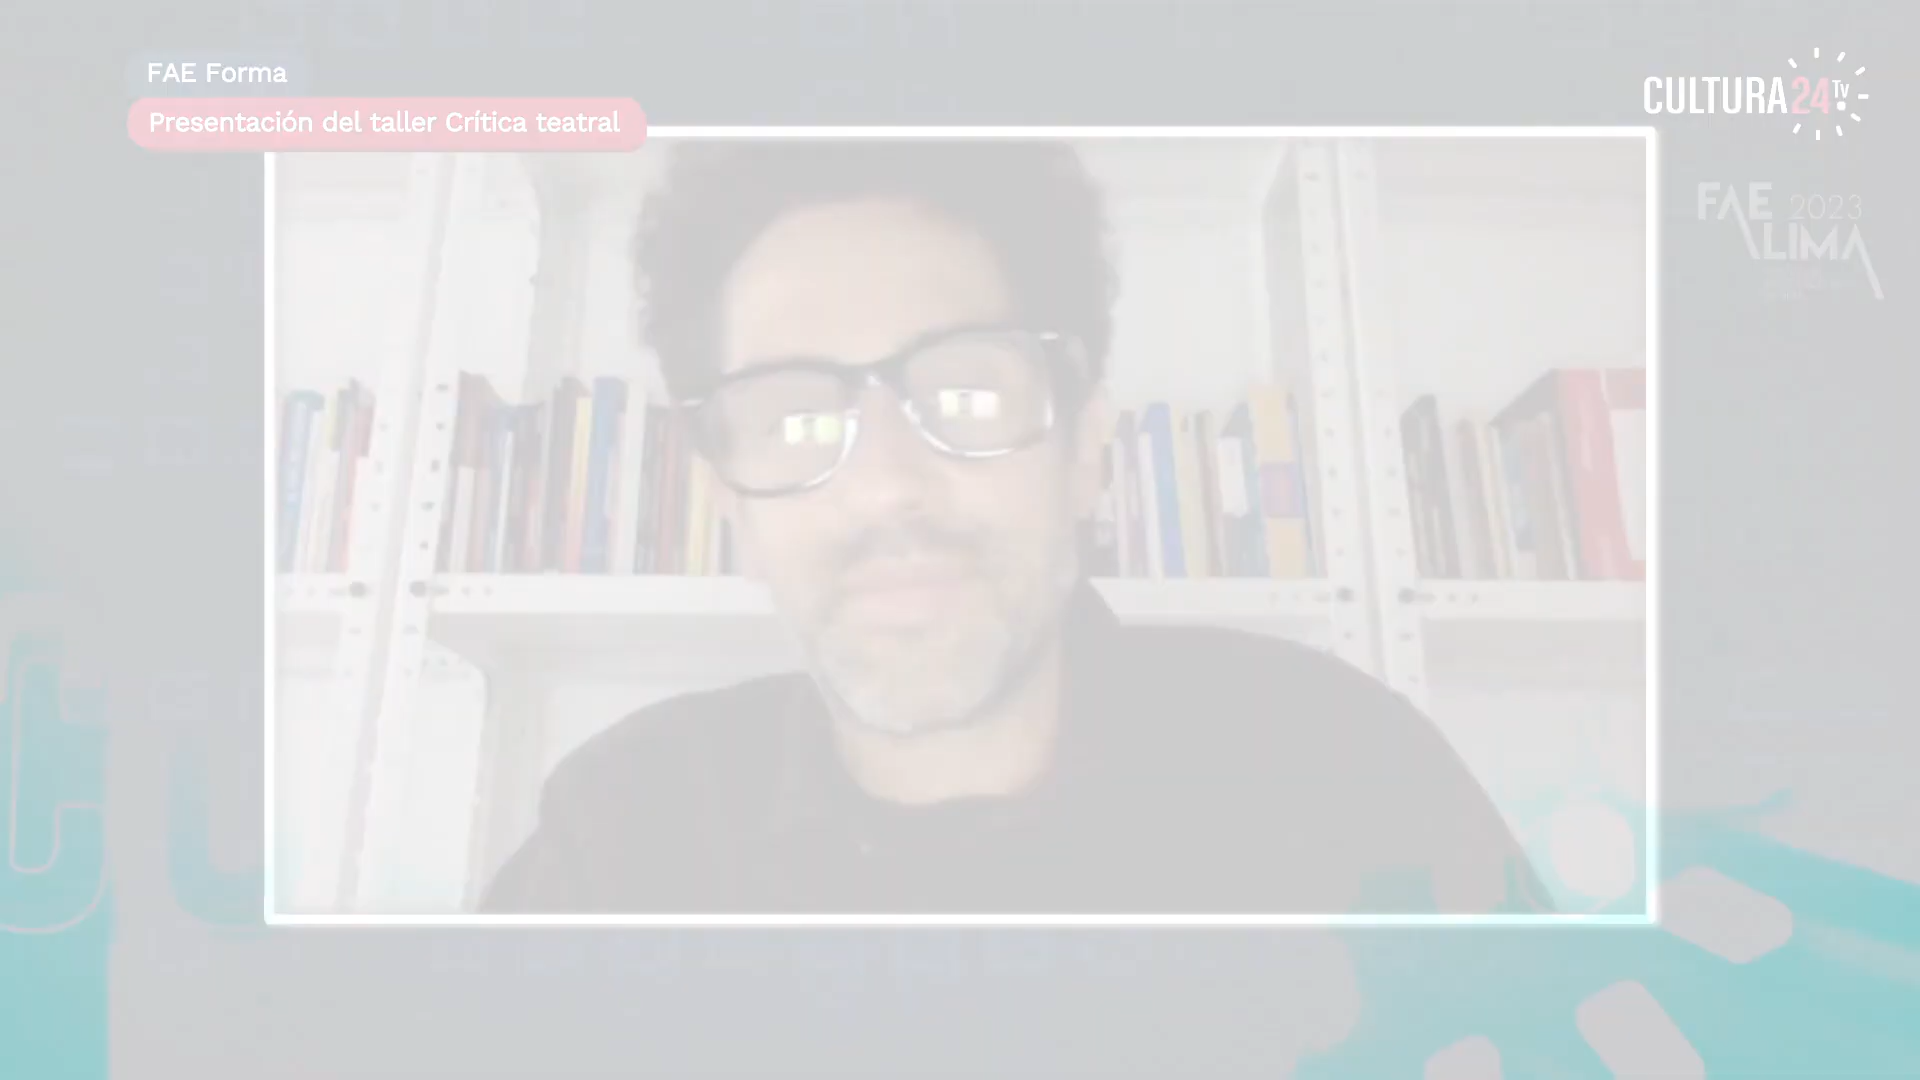 FAE Forma
Presentación del taller Crítica teatral
CULTURA24.TV
FAE 2023
LIMA